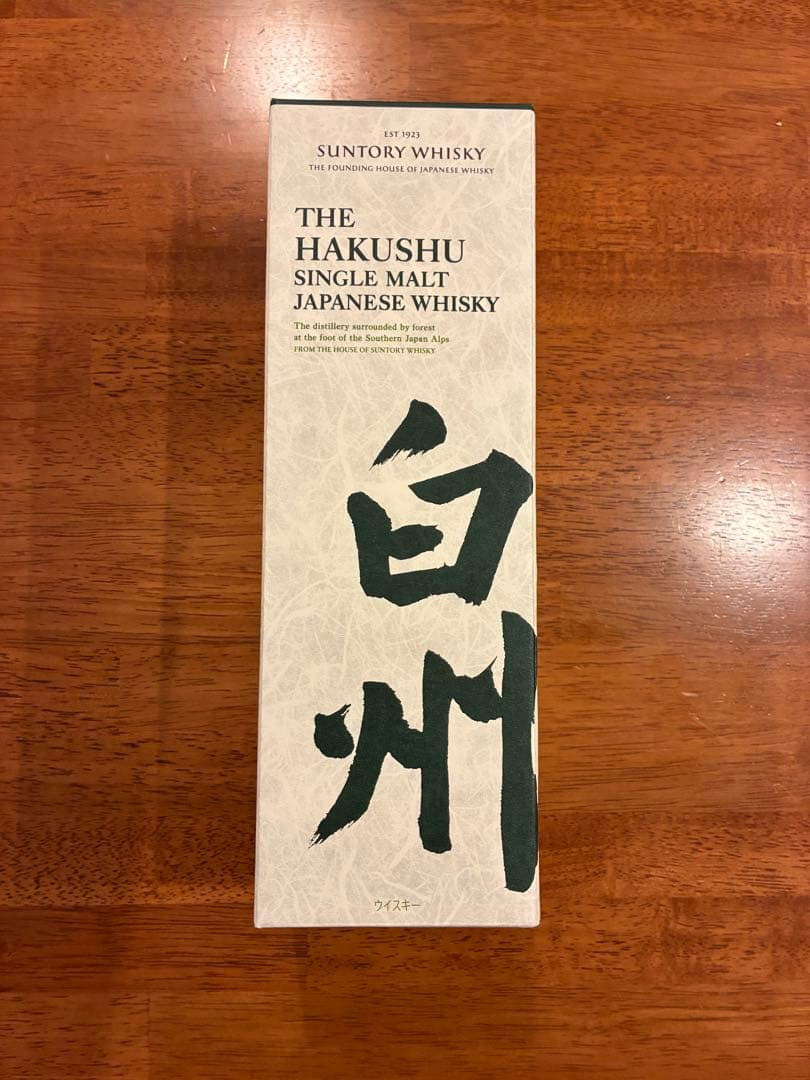 EST 1923
SUNTORY WHISKY
THE FOUNDING HOUSE OF JAPANESE WHISKY
THE
HAKUSHU
SINGLE MALT
JAPANESE WHISKY
The distillery surrounded by forest
at the foot of the Southern Japan Alps
FROM THE HOUSE OF SUNTORY WHISKY
白州
ウイスキー